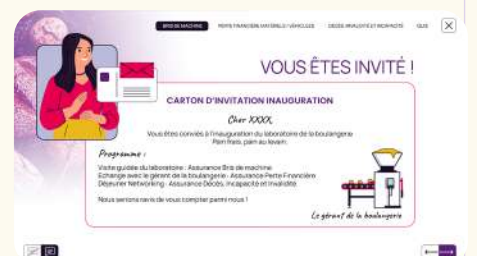 BRIS DE MACHINE PERTE FINANCIÈRE MATÉRIELS / VÉHICULES DÉCÈS, INVALIDITÉ ET INCAPACITÉ QUIS
VOUS ÊTES INVITÉ !
CARTON D'INVITATION INAUGURATION
Cher XXXX,
Vous êtes conviés à l'inauguration du laboratoire de la boulangerie
Pain frais, pain au levain.
Programme :
Visite guidée du laboratoire : Assurance Bris de machine
Echange avec le gérant de la boulangerie : Assurance Perte Financière
Déjeuner Networking : Assurance Décès, Incapacité et Invalidité
Nous serions ravis de vous compter parmi nous !
Le gérant de la boulangerie